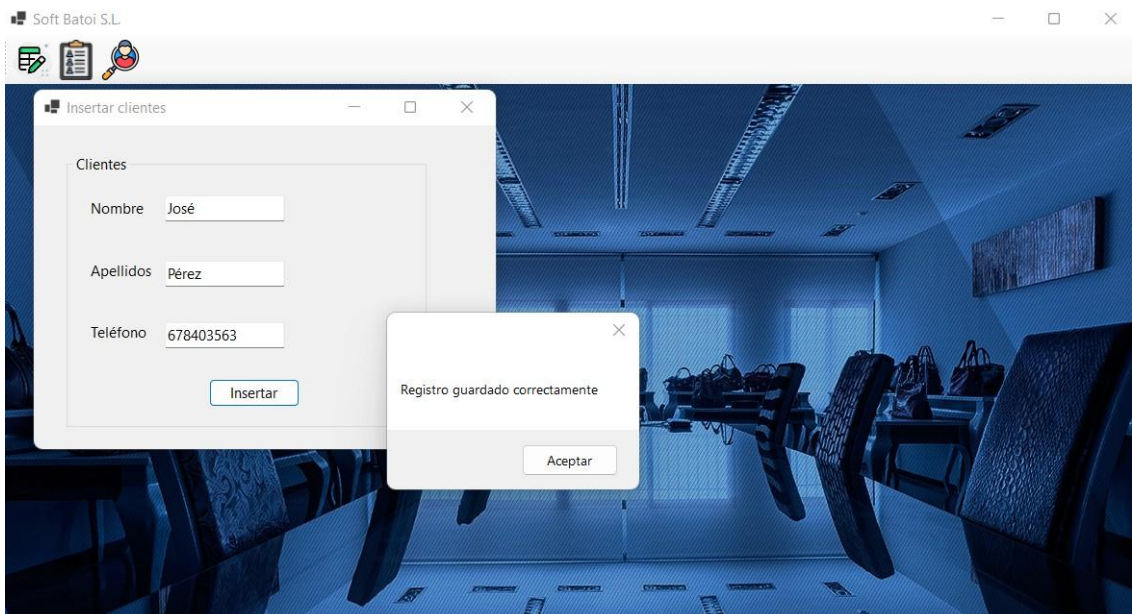 Soft Batoi S.L.
Insertar clientes
Clientes
Nombre José
Apellidos Pérez
Teléfono 678403563
Insertar
Registro guardado correctamente
Aceptar